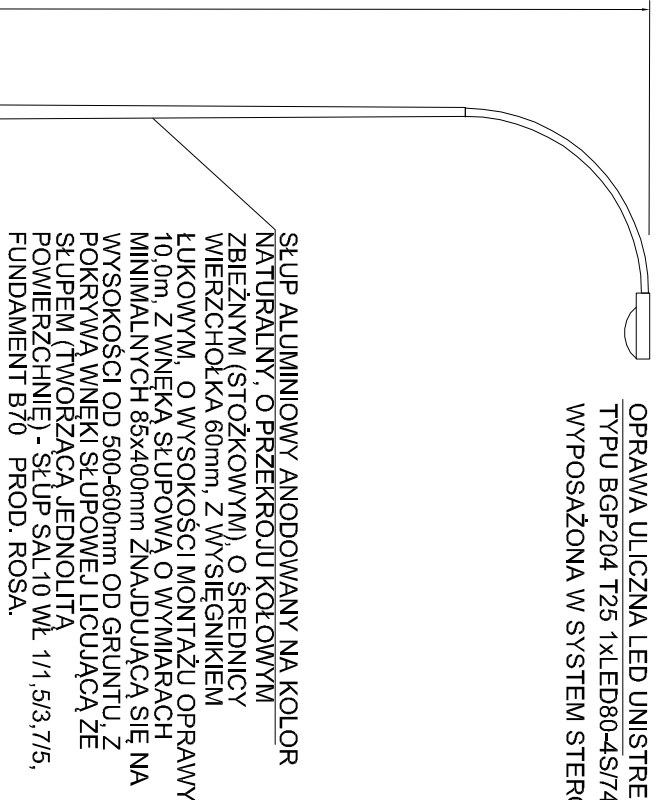 OPRAWA ULICZNA LED UNISTRE
TYPU BGP204 T25 1xLED80-4S/74
WYPOSAŻONA W SYSTEM
SŁUP ALUMINIOWY ANODOWANY NA KOLOR
NATURALNY, O PRZEKROJU KOŁOWYM
ZBIEŻNYM (STOŻKOWYM), O ŚREDNICY
WIERZCHOŁKA 60mm, Z WYSIĘGNIKIEM
ŁUKOWYM, O WYSOKOŚCI MONTAŻU OPRAWY
10,0m, Z WNĘKĄ SŁUPOWĄ O WYMIARACH
MINIMALNYCH 85x400mm ZNAJDUJĄCĄ SIĘ NA
WYSOKOŚCI OD 500-600mm OD GRUNTU, Z
POKRYWĄ WNĘKI SŁUPOWEJ LICUJĄCĄ ZE
SŁUPEM (TWORZĄCĄ JEDNOLITĄ
POWIERZCHNIĘ) - SŁUP SAL10 WŁ 1/1,5/3,7/5,
FUNDAMENT B70 PROD. ROSA.